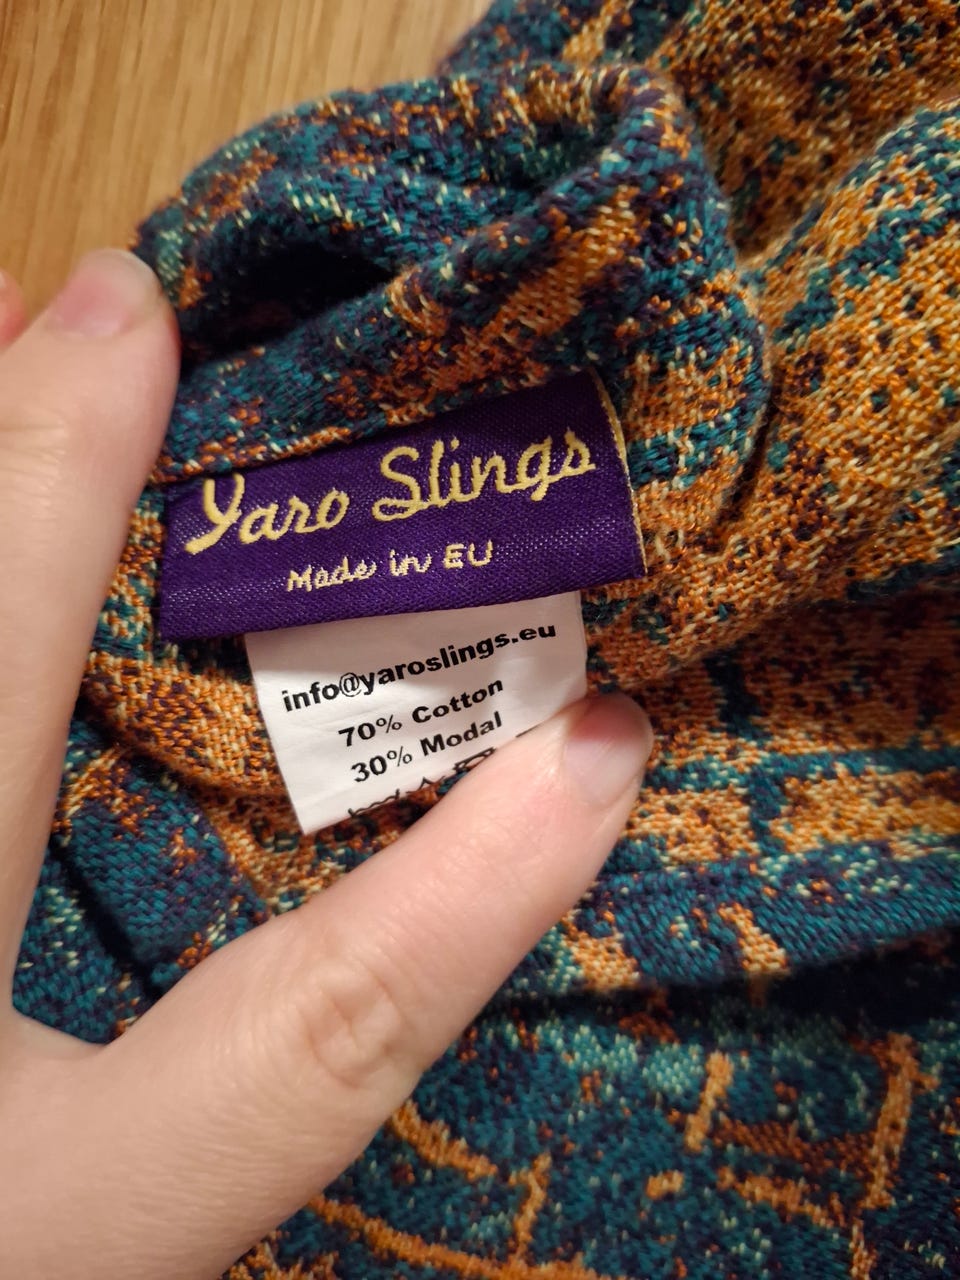 Yaro Slings
Made in EU
info@yaroslings.eu
70% Cotton
30% Modal